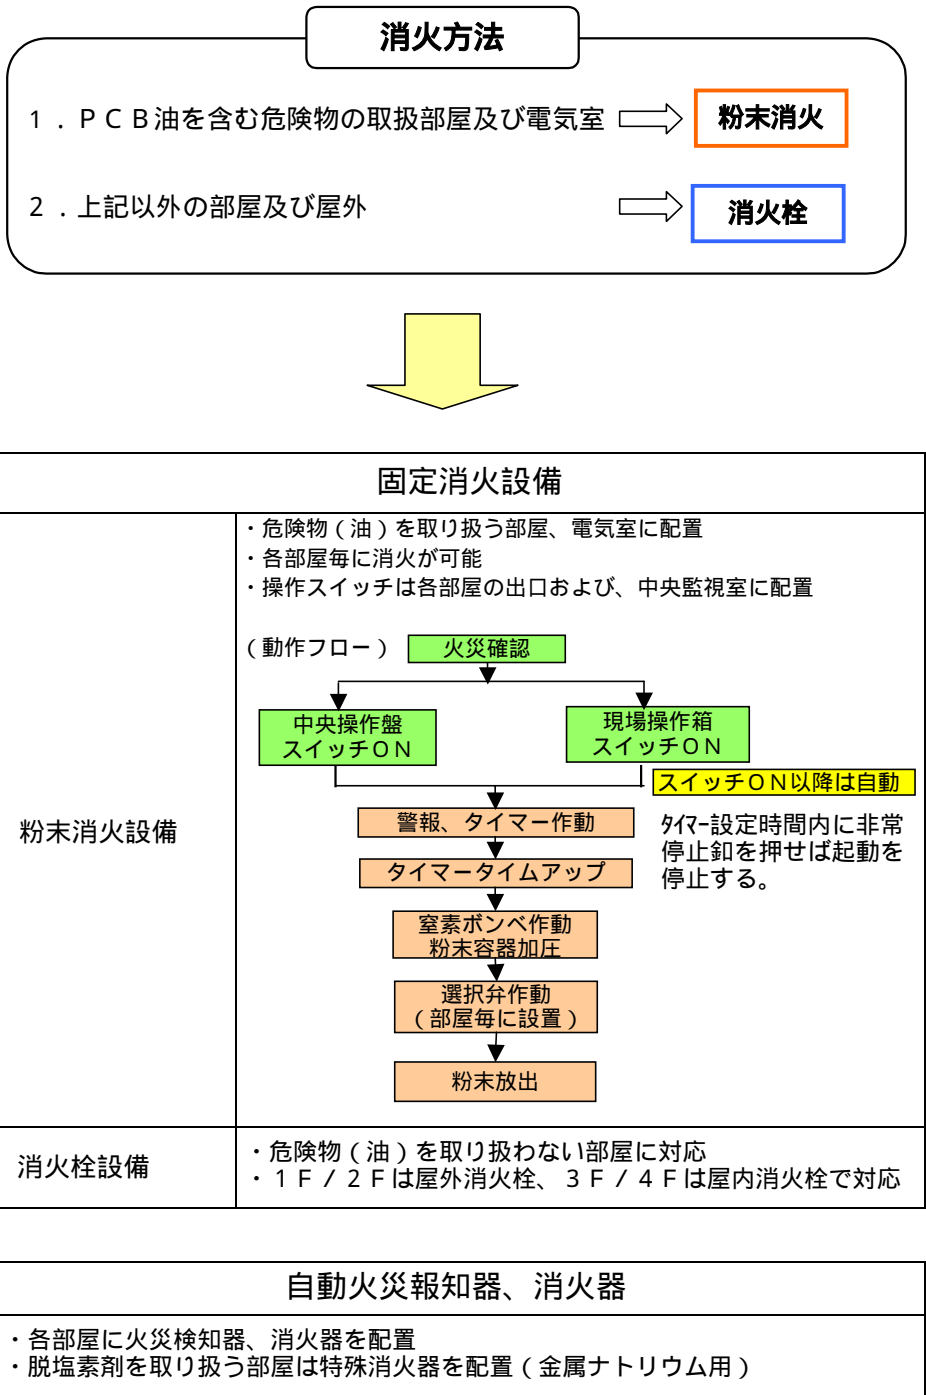 消火方法
１．ＰＣＢ油を含む危険物の取扱部屋及び電気室
粉末消火
２．上記以外の部屋及び屋外
消火栓
固定消火設備
粉末消火設備
・危険物（油）を取り扱う部屋、電気室に配置
・各部屋毎に消火が可能
・操作スイッチは各部屋の出口および、中央監視室に配置
（動作フロー）
火災確認
中央操作盤
スイッチＯＮ
現場操作箱
スイッチＯＮ
スイッチＯＮ以降は自動
警報、タイマー作動
ﾀｲﾏｰ設定時間内に非常
停止釦を押せば起動を
停止する。
タイマータイムアップ
窒素ボンベ作動
粉末容器加圧
選択弁作動
（部屋毎に設置）
粉末放出
消火栓設備
・危険物（油）を取り扱わない部屋に対応
・１Ｆ／２Ｆは屋外消火栓、３Ｆ／４Ｆは屋内消火栓で対応
自動火災報知器、消火器
・各部屋に火災検知器、消火器を配置
・脱塩素剤を取り扱う部屋は特殊消火器を配置（金属ナトリウム用）